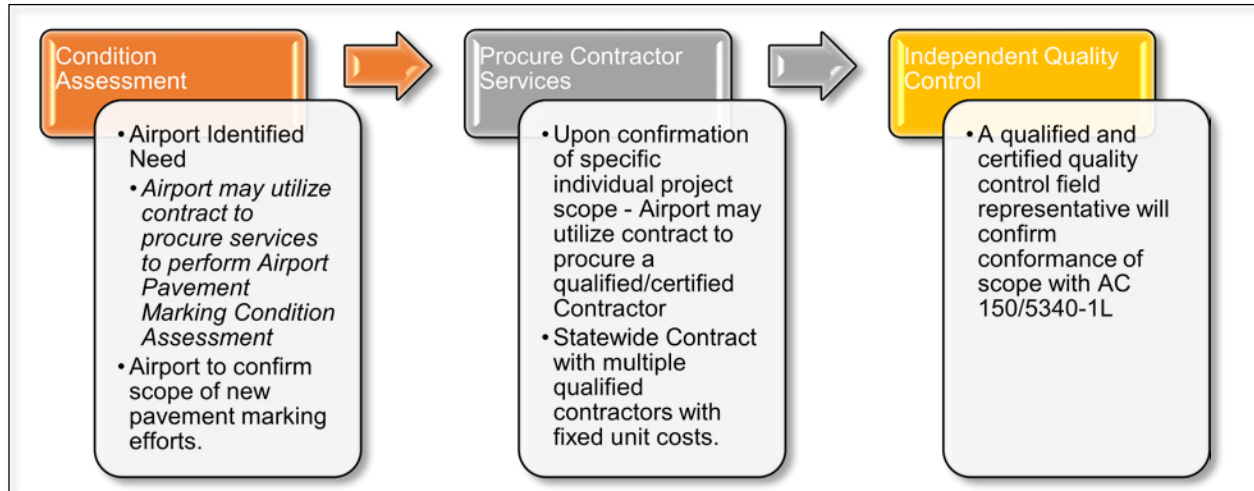 Condition
Assessment
• Airport Identified
Need
• Airport may utilize
contract to
procure services
to perform Airport
Pavement
Marking Condition
Assessment
• Airport to confirm
scope of new
pavement marking
efforts.
Procure Contractor
Services
• Upon confirmation
of specific
individual project
scope - Airport may
utilize contract to
procure a
qualified/certified
Contractor
• Statewide Contract
with multiple
qualified
contractors with
fixed unit costs.
Independent Quality
Control
• A qualified and
certified quality
control field
representative will
confirm
conformance of
scope with AC
150/5340-1L